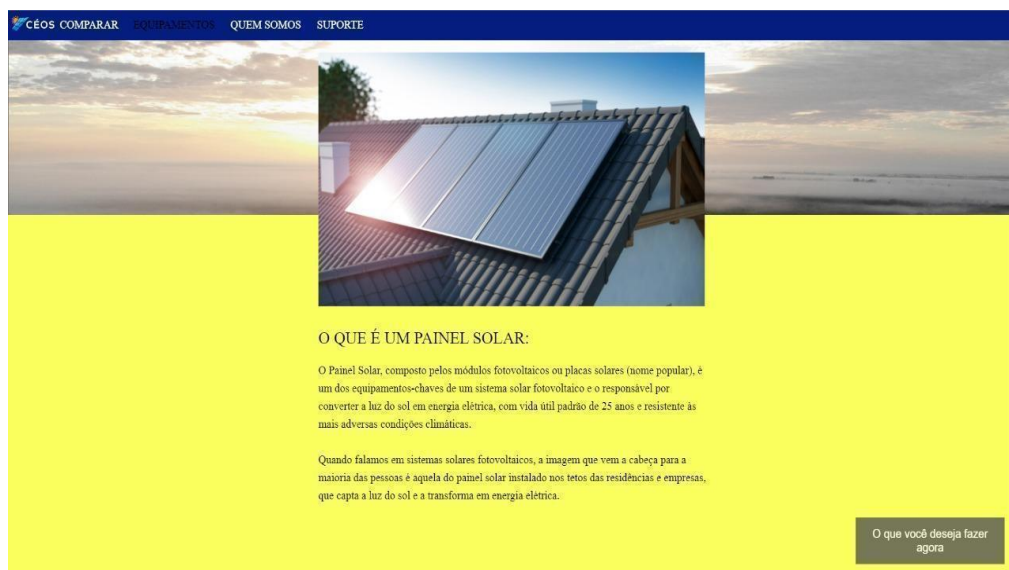 CÉOS COMPARAR EQUIPAMENTOS QUEM SOMOS SUPORTE
O QUE É UM PAINEL SOLAR:
O Painel Solar, composto pelos módulos fotovoltaicos ou placas solares (nome popular), é
um dos equipamentos-chaves de um sistema solar fotovoltaico e o responsável por
converter a luz do sol em energia elétrica, com vida útil padrão de 25 anos e resistente às
mais adversas condições climáticas.
Quando falamos em sistemas solares fotovoltaicos, a imagem que vem a cabeça para a
maioria das pessoas é aquela do painel solar instalado nos tetos das residências e empresas,
que capta a luz do sol e a transforma em energia elétrica.
O que você deseja fazer
agora